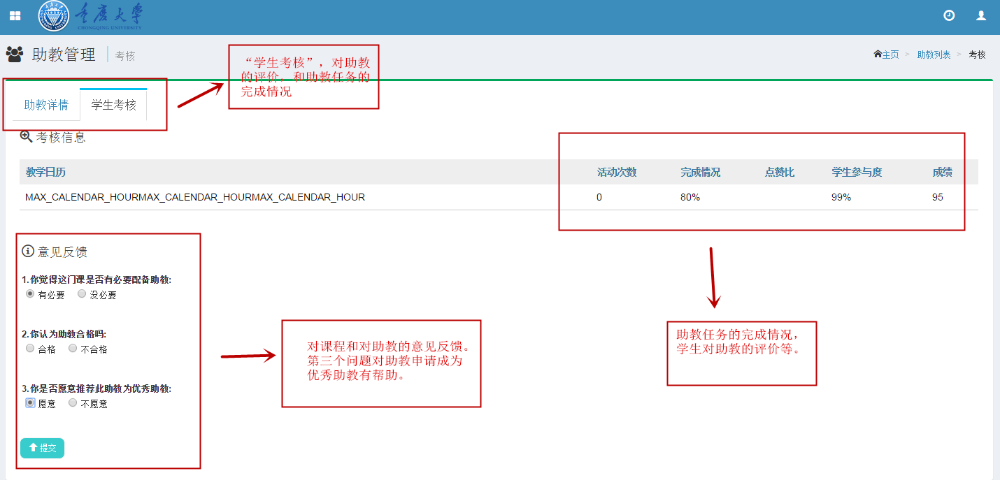 重庆大学
CHONGQING UNIVERSITY
助教管理 考核
主页 > 助教列表 > 考核
“学生考核”，对助教
的评价，和助教任务的
完成情况
助教详情 学生考核
考核信息
教学日历 活动次数 完成情况 点赞比 学生参与度 成绩
MAX_CALENDAR_HOURMAX_CALENDAR_HOURMAX_CALENDAR_HOUR 0 80% 99% 95
意见反馈
1.你觉得这门课是否有必要配备助教:
有必要 没必要
2.你认为助教合格吗:
合格 不合格
3.你是否愿意推荐此助教为优秀助教:
愿意 不愿意
提交
对课程和对助教的意见反馈。
第三个问题对助教申请成为
优秀助教有帮助。
助教任务的完成情况，
学生对助教的评价等。